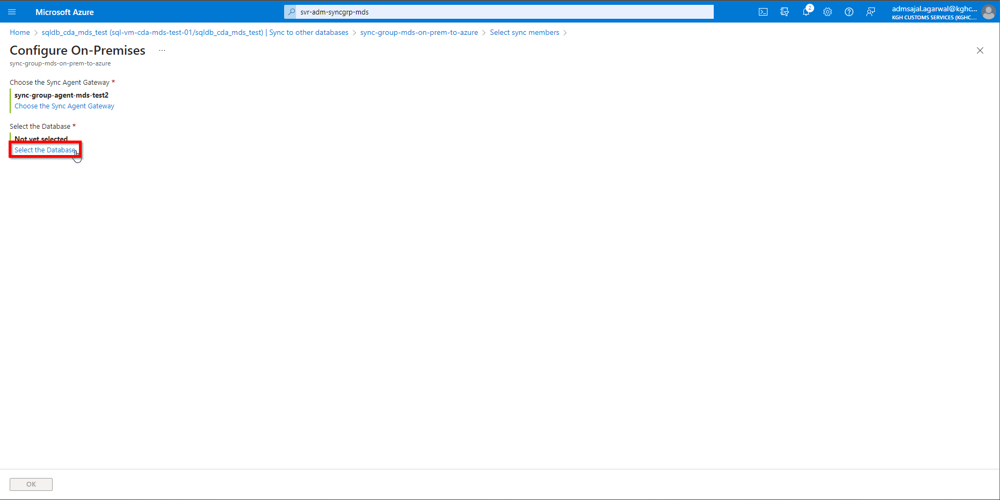 Microsoft Azure
svr-adm-syncgrp-mds
2
admsajal.agarwal@kghc...
KGH CUSTOMS SERVICES (KGHC....
Home > sqldb_cda_mds_test (sql-vm-cda-mds-test-01/sqldb_cda_mds_test) | Sync to other databases > sync-group-mds-on-prem-to-azure > Select sync members >
Configure On-Premises ...
sync-group-mds-on-prem-to-azure
Choose the Sync Agent Gateway *
sync-group-agent-mds-test2
Choose the Sync Agent Gateway
Select the Database *
Not yet selected
Select the Database
OK